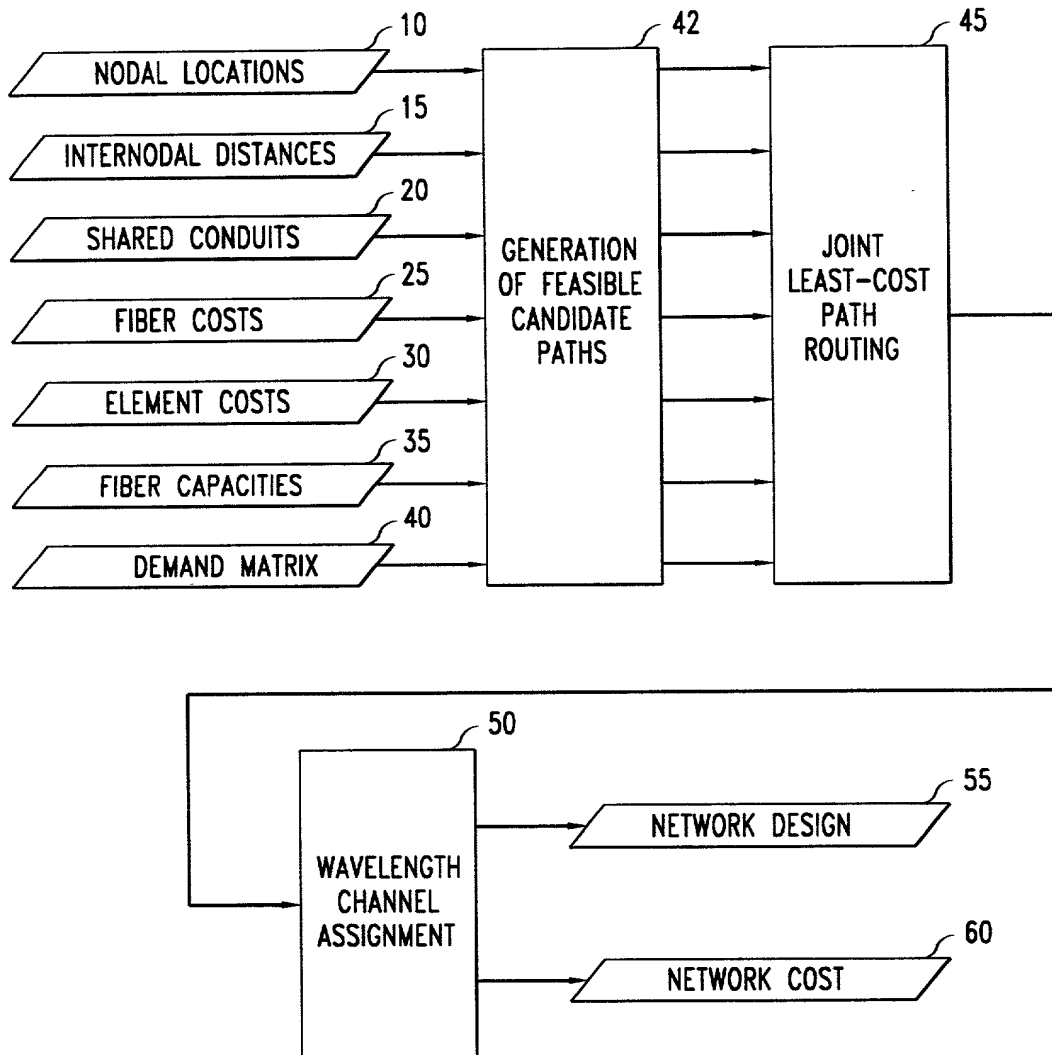 10
NODAL LOCATIONS
15
INTERNODAL DISTANCES
20
SHARED CONDUITS
25
FIBER COSTS
30
ELEMENT COSTS
35
FIBER CAPACITIES
40
DEMAND MATRIX
42
GENERATION
OF FEASIBLE
CANDIDATE
PATHS
45
JOINT
LEAST-COST
PATH
ROUTING
50
WAVELENGTH
CHANNEL
ASSIGNMENT
55
NETWORK DESIGN
60
NETWORK COST